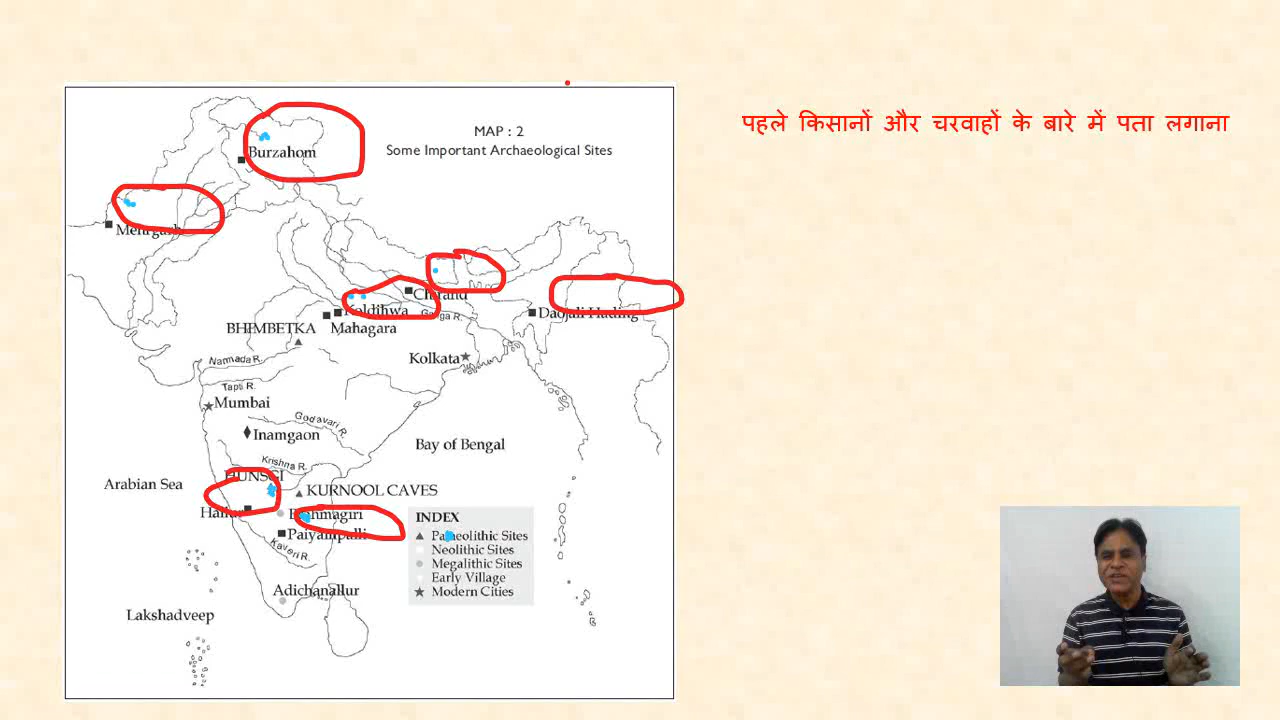 पहले किसानों और चरवाहों के बारे में पता लगाना
MAP : 2
Some Important Archaeological Sites
Burzahom
Mehrgarh
Chirand
Koldihwa
Ganga R.
Daojali Hading
BHIMBETKA
Mahagara
Narmada R.
Kolkata
Tapti R.
Mumbai
Godavari R.
Inamgaon
Bay of Bengal
Krishna R.
HUNSGI
Arabian Sea
KURNOOL CAVES
Hallur
Brahmagiri
Paiyampalli
Kaveri R.
INDEX
Palaeolithic Sites
Neolithic Sites
Megalithic Sites
Early Village
Modern Cities
Adichanallur
Lakshadveep